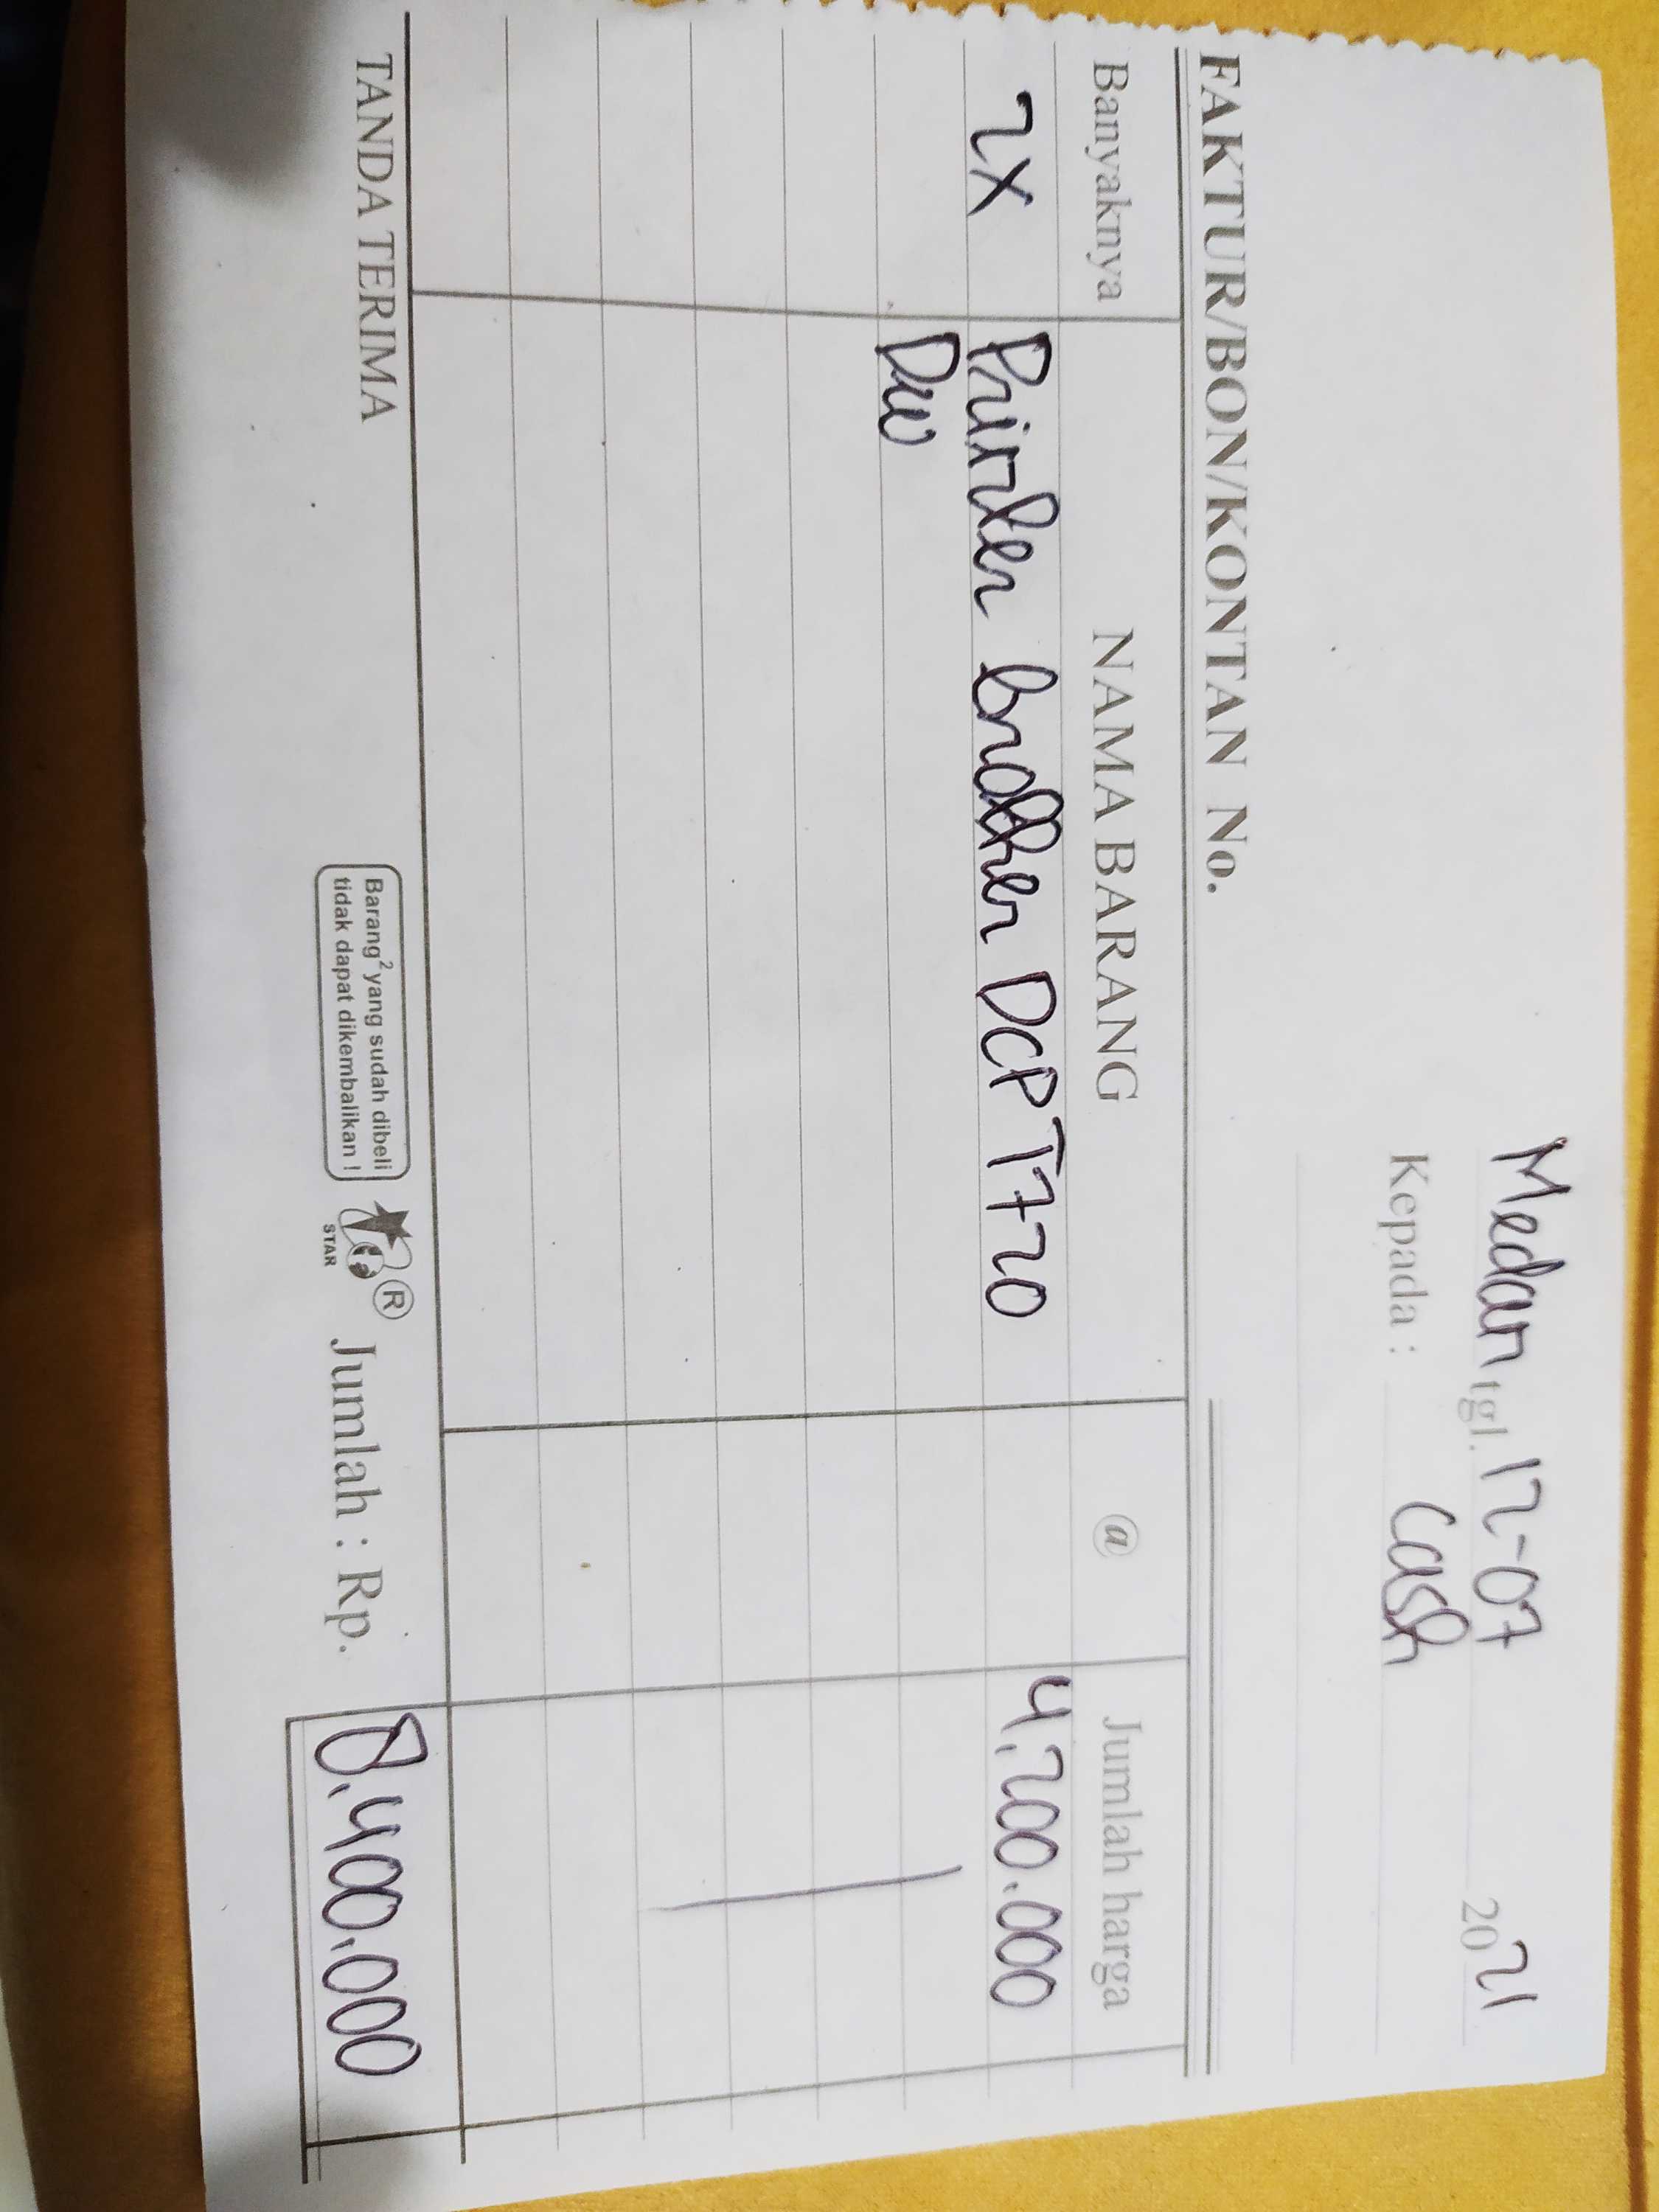 Medan tgl. 12-07 2021
Kepada : Cash
FAKTUR/BON/KONTAN No.
Banyaknya NAMA BARANG @ Jumlah harga
2x Printer brother DCP T720 4.200.000
DW
TANDA TERIMA
Barang² yang sudah dibeli
tidak dapat dikembalikan !
STAR
®
Jumlah : Rp. 8.400.000